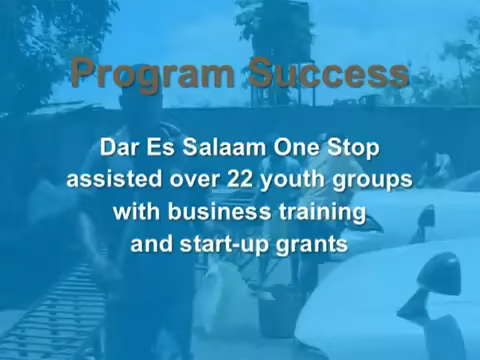 Program Success
Dar Es Salaam One Stop
assisted over 22 youth groups
with business training
and start-up grants